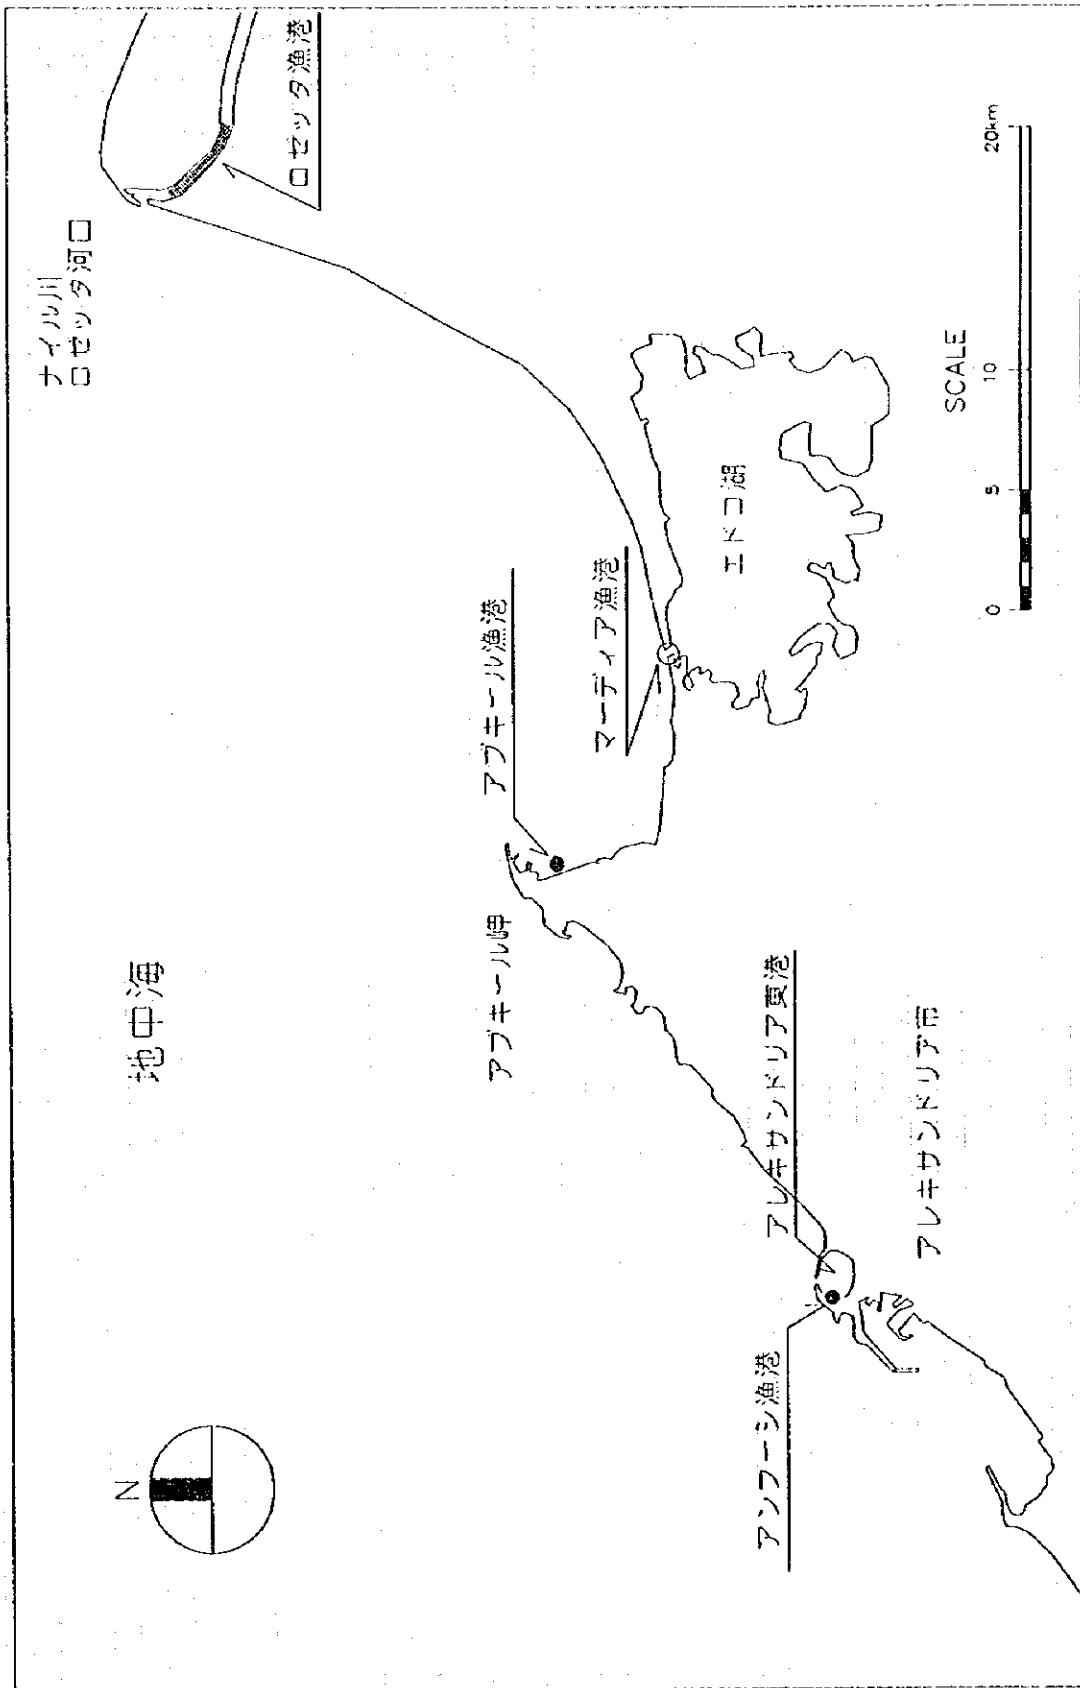 N
地中海
ナイル川
ロゼッタ河口
ロゼッタ漁港
アブキール岬
アブキール漁港
マーディア漁港
エドコ湖
アンフーシ漁港
アレキサンドリア東港
アレキサンドリア市
SCALE
0 5 10 20km